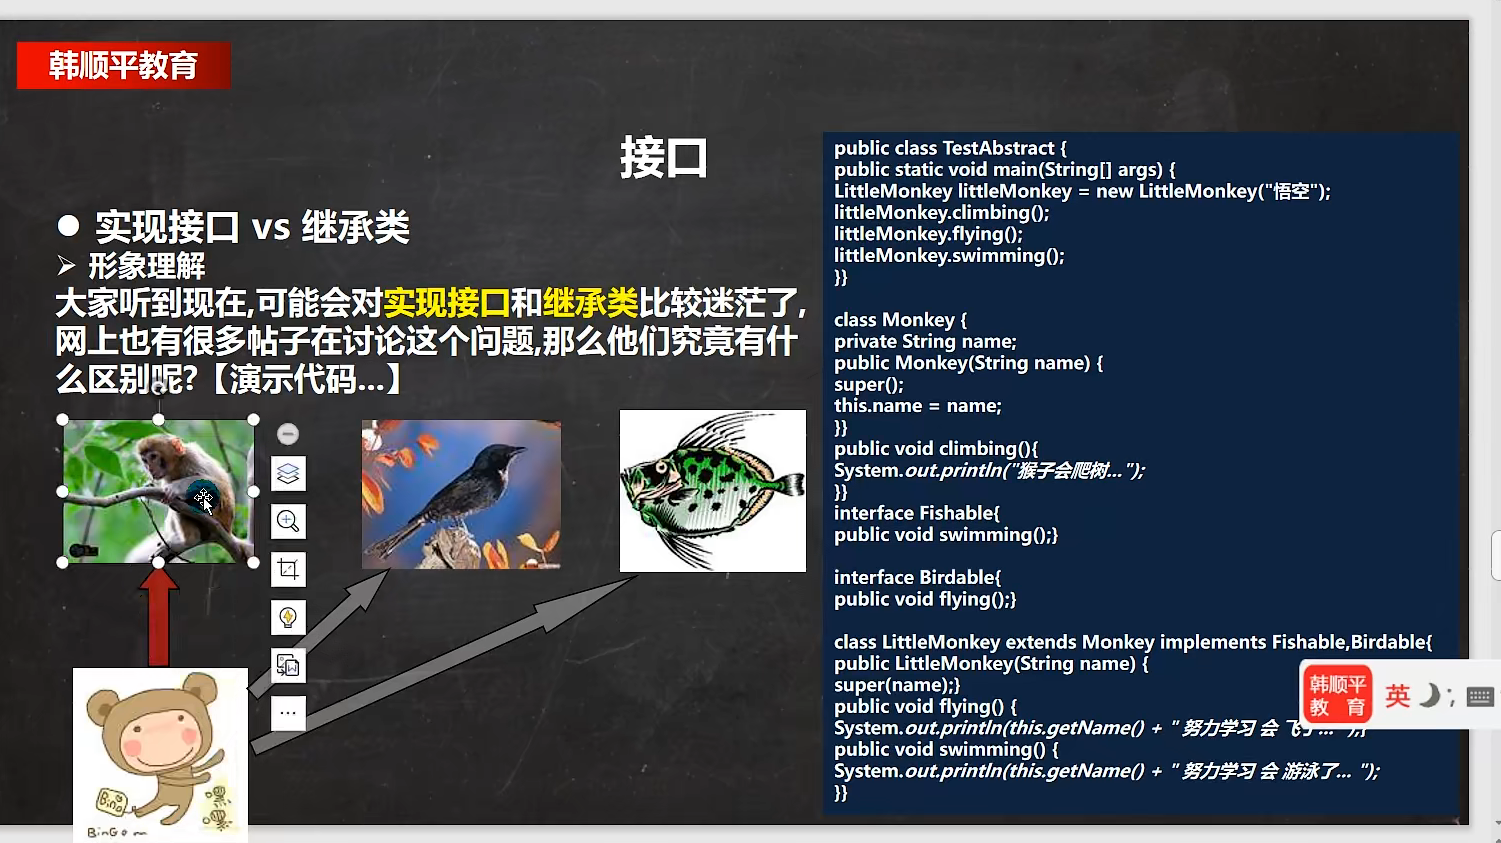 韩顺平教育
接口
● 实现接口 vs 继承类
➢ 形象理解
大家听到现在,可能会对实现接口和继承类比较迷茫了,
网上也有很多帖子在讨论这个问题,那么他们究竟有什
么区别呢?【演示代码...】
Bing
嘿
嘿
BinGo m
public class TestAbstract {
public static void main(String[] args) {
LittleMonkey littleMonkey = new LittleMonkey("悟空");
littleMonkey.climbing();
littleMonkey.flying();
littleMonkey.swimming();
}}
class Monkey {
private String name;
public Monkey(String name) {
super();
this.name = name;
}}
public void climbing(){
System.out.println("猴子会爬树...");
}}
interface Fishable{
public void swimming();}
interface Birdable{
public void flying();}
class LittleMonkey extends Monkey implements Fishable,Birdable{
public LittleMonkey(String name) {
super(name);}
public void flying() {
System.out.println(this.getName() + " 努力学习 会 飞了... ");}
public void swimming() {
System.out.println(this.getName() + " 努力学习 会 游泳了... ");
}}
韩顺平
教 育
英
;